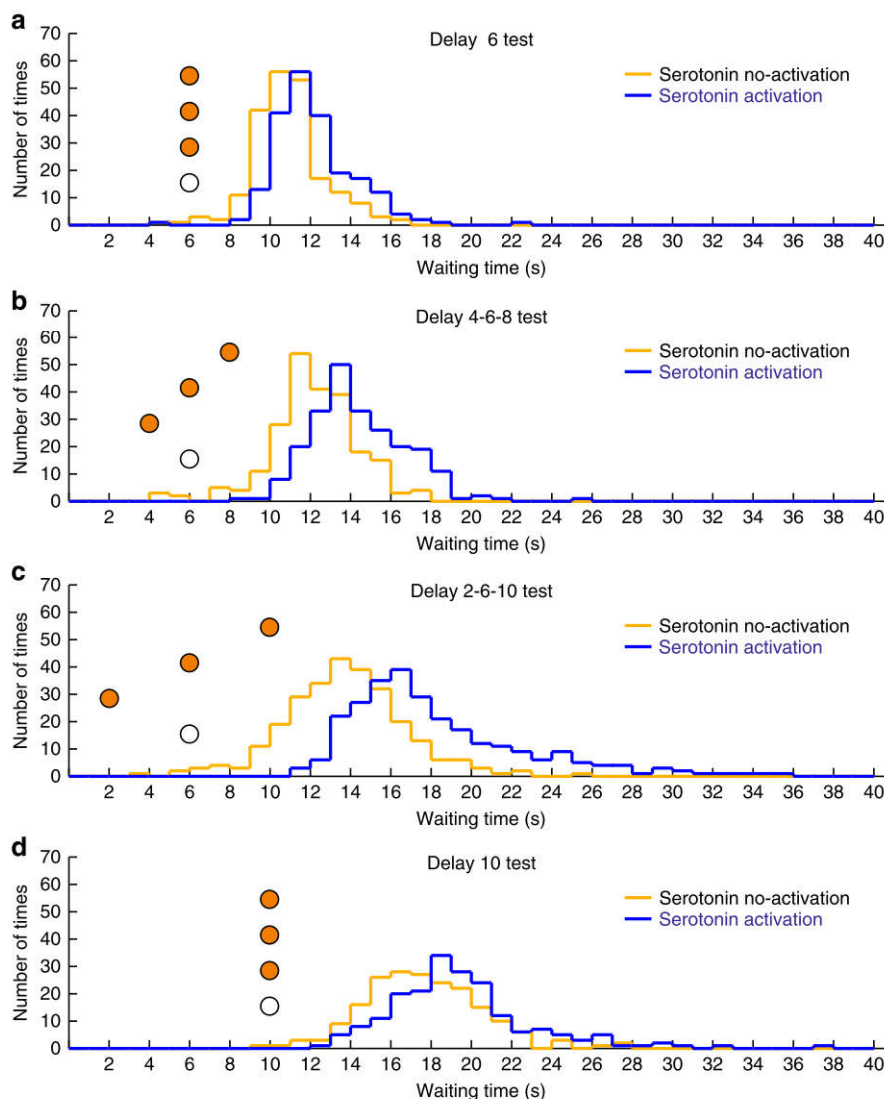 a
Delay 6 test
Number of times
70
60
50
40
30
20
10
0
Serotonin no-activation
Serotonin activation
2 4 6 8 10 12 14 16 18 20 22 24 26 28 30 32 34 36 38 40
Waiting time (s)
b
Delay 4-6-8 test
Number of times
70
60
50
40
30
20
10
0
Serotonin no-activation
Serotonin activation
2 4 6 8 10 12 14 16 18 20 22 24 26 28 30 32 34 36 38 40
Waiting time (s)
c
Delay 2-6-10 test
Number of times
70
60
50
40
30
20
10
0
Serotonin no-activation
Serotonin activation
2 4 6 8 10 12 14 16 18 20 22 24 26 28 30 32 34 36 38 40
Waiting time (s)
d
Delay 10 test
Number of times
70
60
50
40
30
20
10
0
Serotonin no-activation
Serotonin activation
2 4 6 8 10 12 14 16 18 20 22 24 26 28 30 32 34 36 38 40
Waiting time (s)